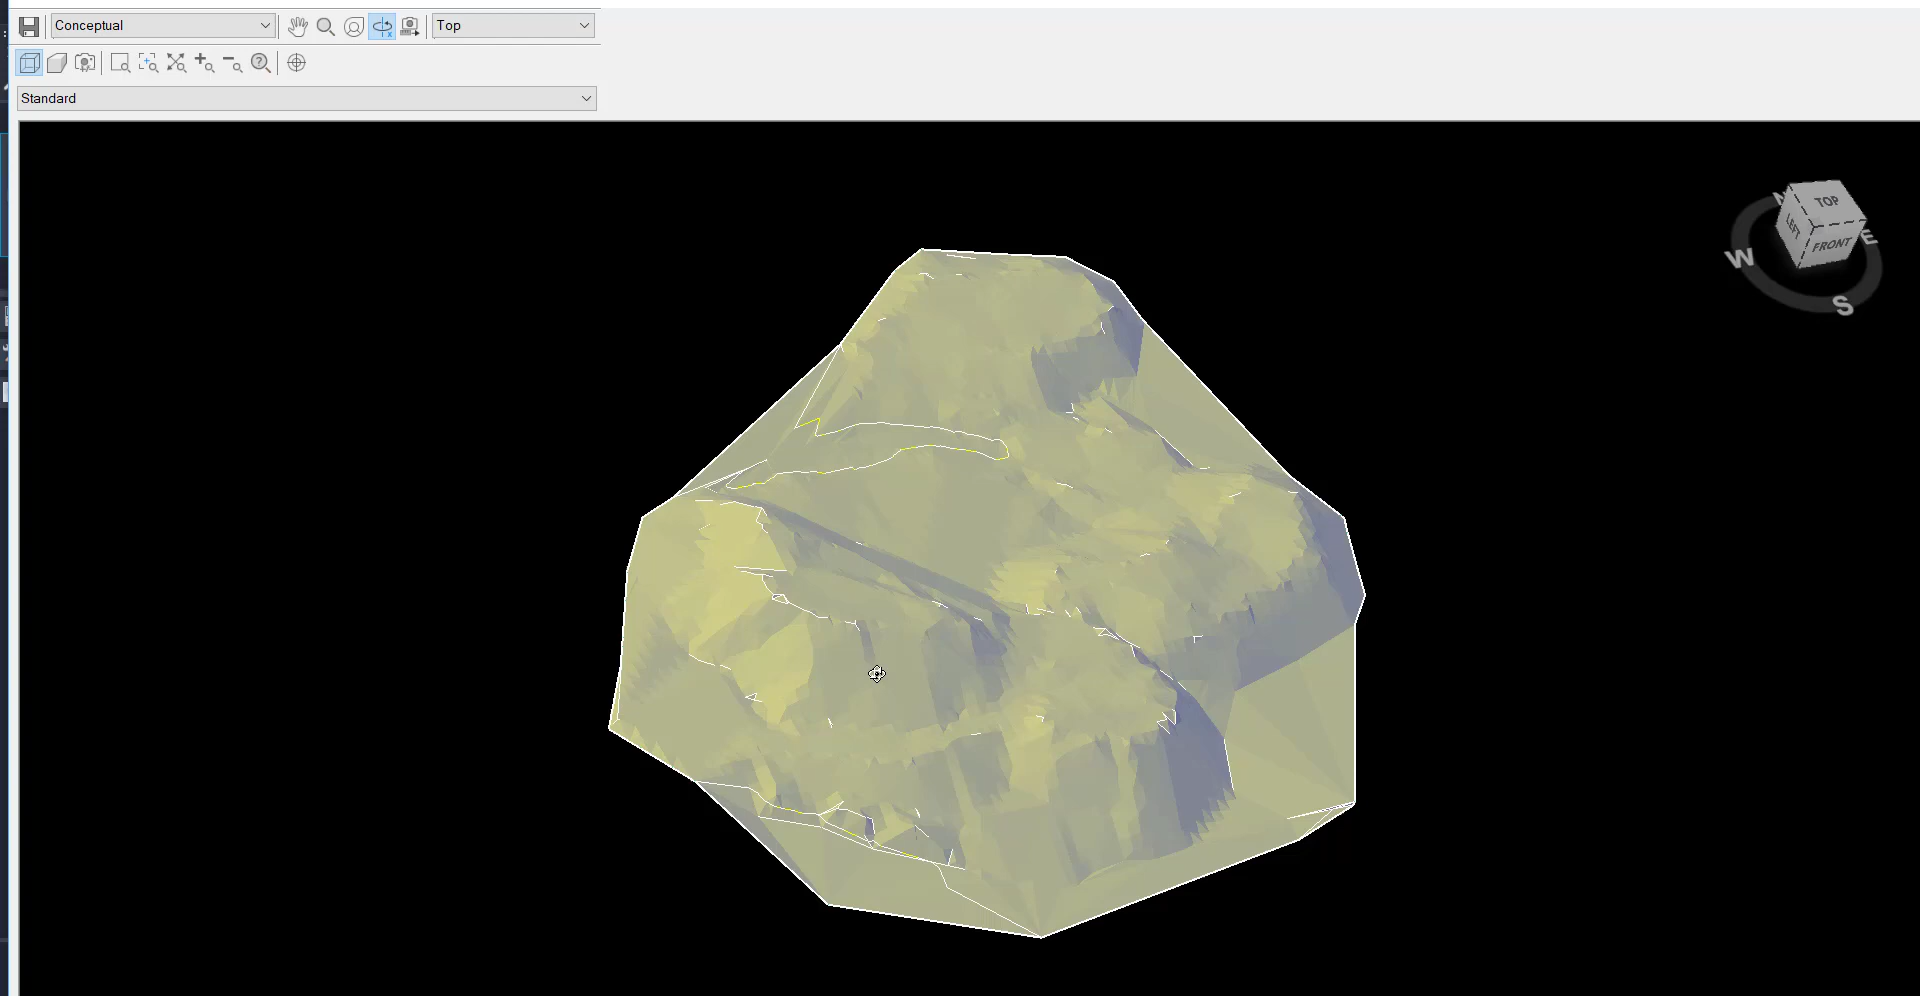 Conceptual
Top
Standard
N
TOP
LEFT
FRONT
E
W
S